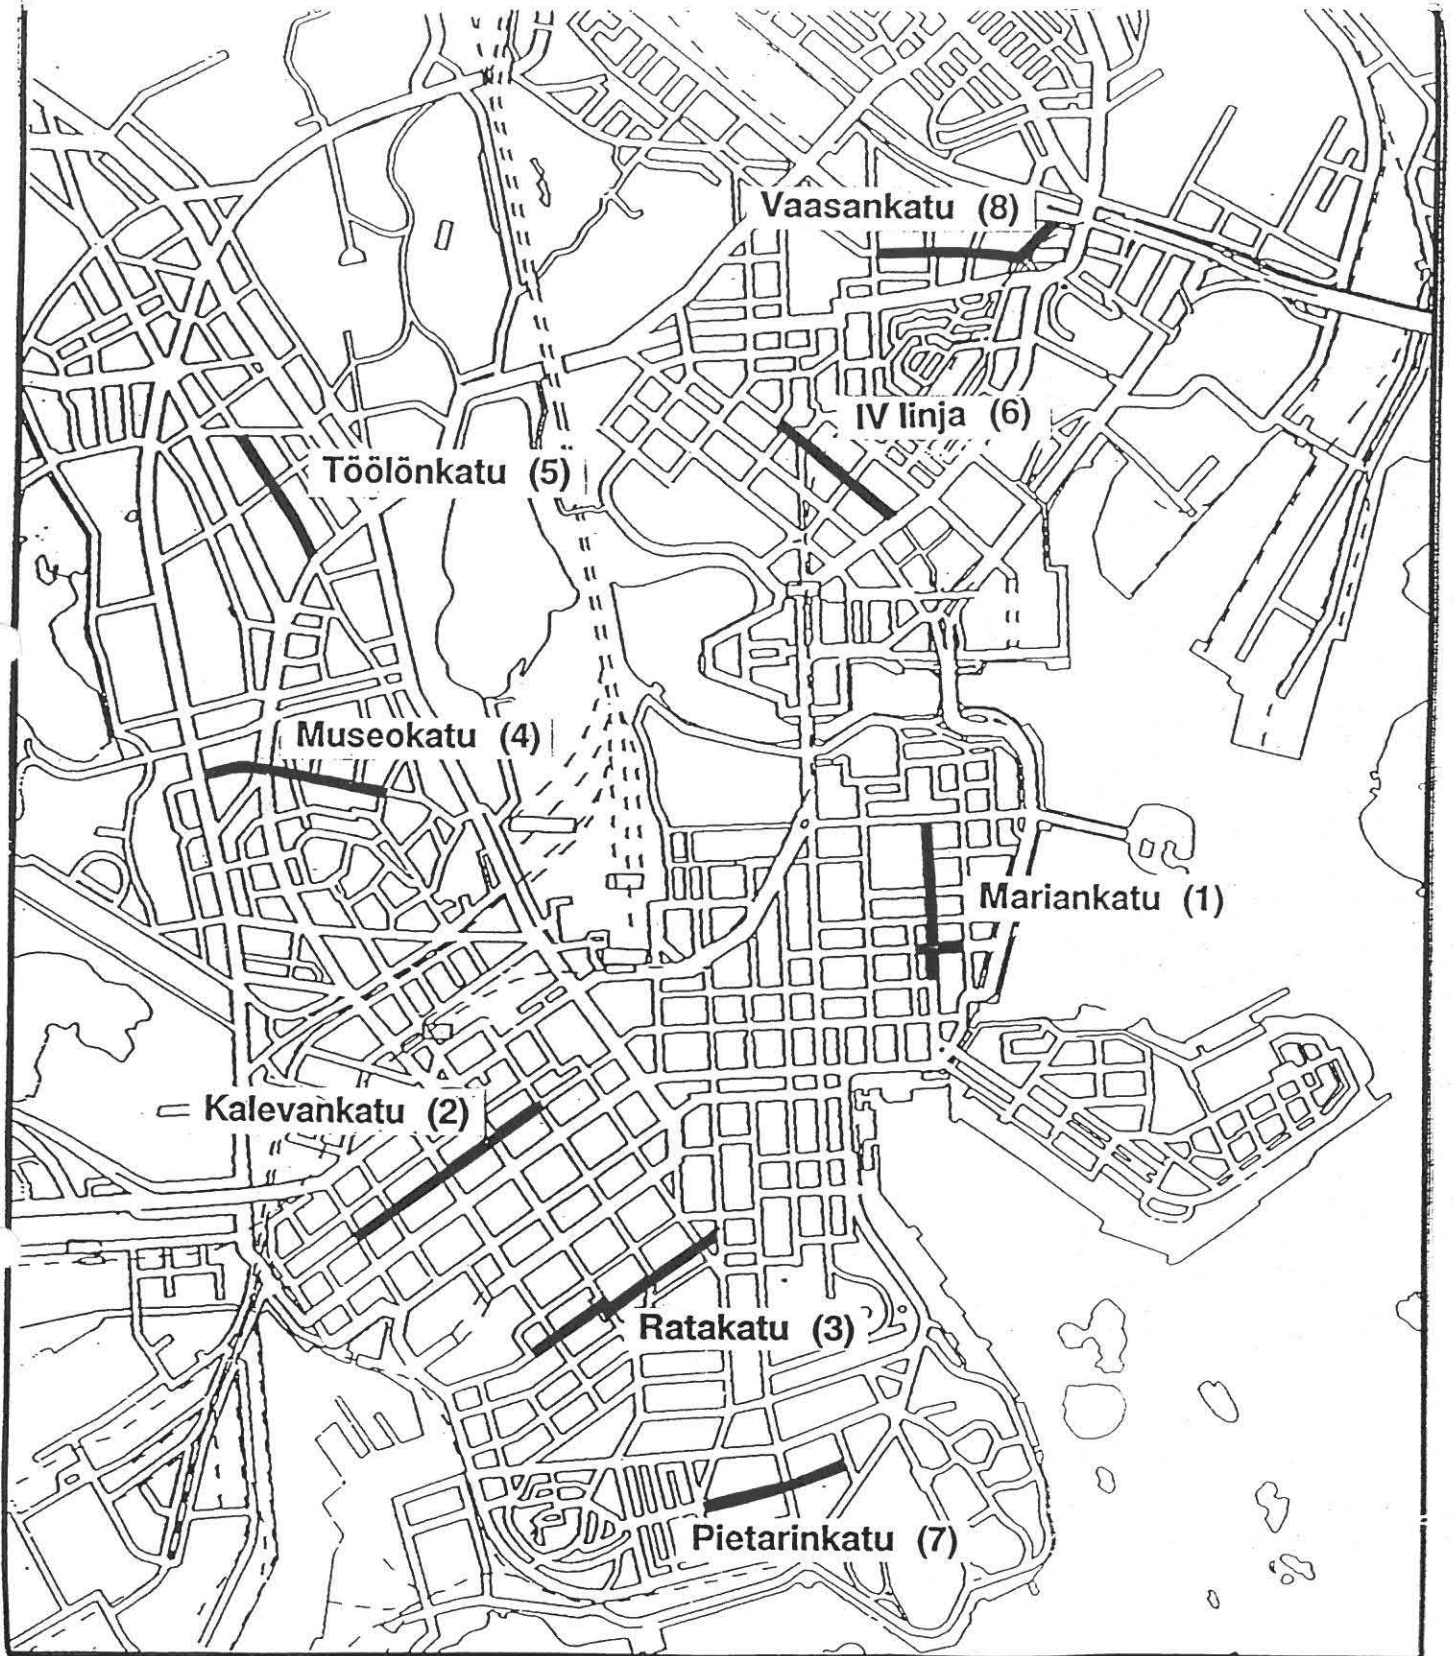 Vaasankatu (8)
IV linja (6)
Töölönkatu (5)
Museokatu (4)
Mariankatu (1)
Kalevankatu (2)
Ratakatu (3)
Pietarinkatu (7)